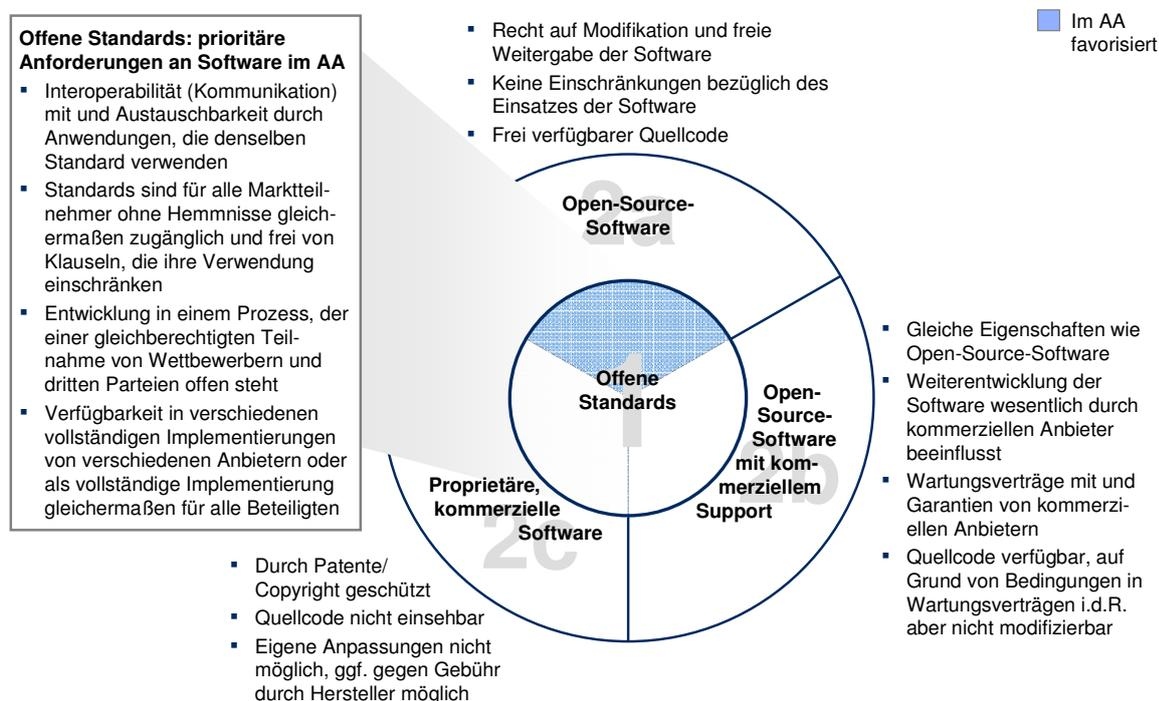 Offene Standards: prioritäre
Anforderungen an Software im AA
▪ Interoperabilität (Kommunikation)
mit und Austauschbarkeit durch
Anwendungen, die denselben
Standard verwenden
▪ Standards sind für alle Marktteil-
nehmer ohne Hemmnisse gleich-
ermaßen zugänglich und frei von
Klauseln, die ihre Verwendung
einschränken
▪ Entwicklung in einem Prozess, der
einer gleichberechtigten Teil-
nahme von Wettbewerbern und
dritten Parteien offen steht
▪ Verfügbarkeit in verschiedenen
vollständigen Implementierungen
von verschiedenen Anbietern oder
als vollständige Implementierung
gleichermaßen für alle Beteiligten
▪ Recht auf Modifikation und freie
Weitergabe der Software
▪ Keine Einschränkungen bezüglich des
Einsatzes der Software
▪ Frei verfügbarer Quellcode
Im AA
favorisiert
2a
Open-Source-
Software
1
Offene
Standards
2b
Open-
Source-
Software
mit kom-
merziellem
Support
▪ Gleiche Eigenschaften wie
Open-Source-Software
▪ Weiterentwicklung der
Software wesentlich durch
kommerziellen Anbieter
beeinflusst
▪ Wartungsverträge mit und
Garantien von kommerzi-
ellen Anbietern
▪ Quellcode verfügbar, auf
Grund von Bedingungen in
Wartungsverträgen i.d.R.
aber nicht modifizierbar
2c
Proprietäre,
kommerzielle
Software
▪ Durch Patente/
Copyright geschützt
▪ Quellcode nicht einsehbar
▪ Eigene Anpassungen nicht
möglich, ggf. gegen Gebühr
durch Hersteller möglich